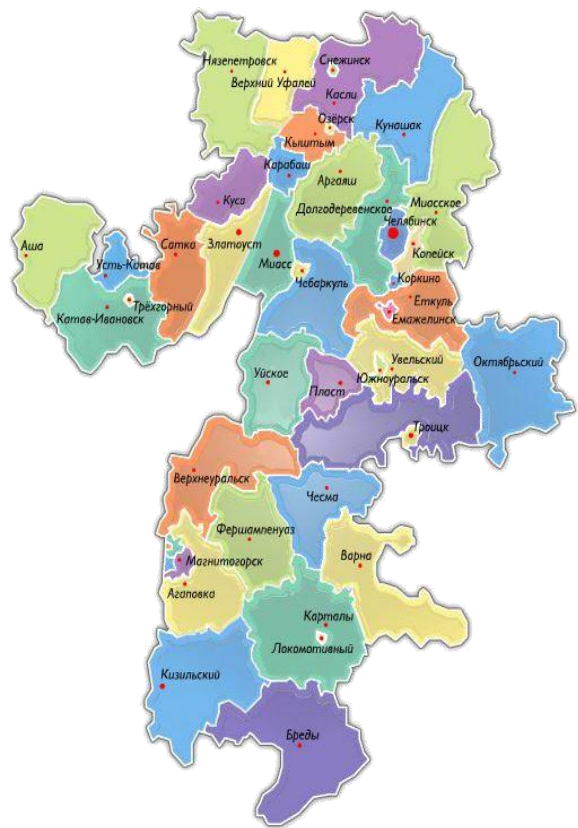 Нязепетровск
Снежинск
Верхний Уфалей
Касли
Озёрск
Кунашак
Кыштым
Карабаш
Аргаяш
Куса
Долгодеревенское
Миасское
Челябинск
Аша
Сатка
Златоуст
Миасс
Копейск
Усть-Катав
Чебаркуль
Коркино
Трёхгорный
Еткуль
Катав-Ивановск
Емажелинск
Увельский
Октябрьский
Уйское
Южноуральск
Пласт
Троицк
Верхнеуральск
Чесма
Фершампенуаз
Варна
Магнитогорск
Агаповка
Карталы
Локомотивный
Кизильский
Бреды